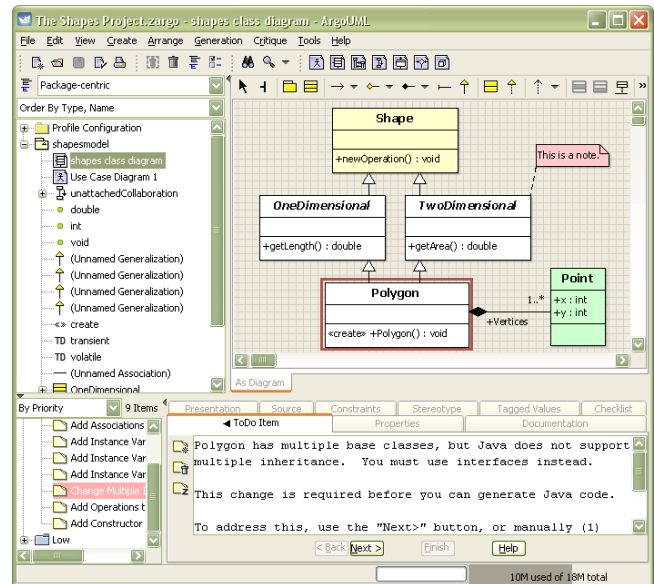 The Shapes Project.zargo - shapes class diagram - ArgoUML
File Edit View Create Arrange Generation Critique Tools Help
Package-centric
Order By Type, Name
Profile Configuration
shapesmodel
shapes class diagram
Use Case Diagram 1
unattachedCollaboration
double
int
void
(Unnamed Generalization)
(Unnamed Generalization)
(Unnamed Generalization)
(Unnamed Generalization)
«» create
TD transient
TD volatile
(Unnamed Association)
OneDimensional
Shape
+newOperation() : void
This is a note.
OneDimensional
+getLength() : double
TwoDimensional
+getArea() : double
Polygon
«create» +Polygon() : void
1..*
+Vertices
Point
+x : int
+y : int
As Diagram
By Priority 9 Items
Add Associations
Add Instance Var
Add Instance Var
Add Instance Var
Change Multiple I
Add Operations t
Add Constructor
Low
Presentation Source Constraints Stereotype Tagged Values Checklist
ToDo Item Properties Documentation
Polygon has multiple base classes, but Java does not support
multiple inheritance. You must use interfaces instead.
This change is required before you can generate Java code.
To address this, use the "Next>" button, or manually (1)
< Back Next > Finish Help
10M used of 18M total